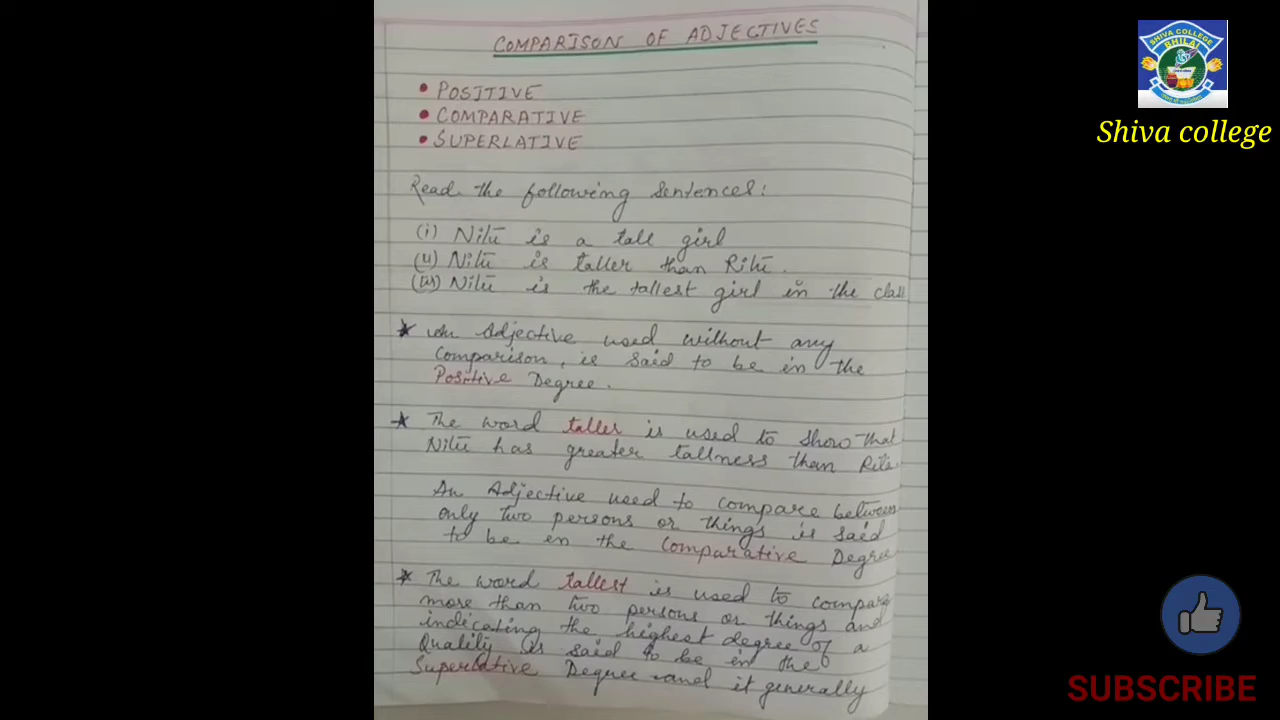 COMPARISON OF ADJECTIVES
• POSITIVE
• COMPARATIVE
• SUPERLATIVE
Read the following sentences:
(i) Nitu is a tall girl
(ii) Nitu is taller than Ritu.
(iii) Nitu is the tallest girl in the class
★ An Adjective used without any
comparison, is said to be in the
Positive Degree.
★ The word taller is used to show that
Nitu has greater tallness than Ritu.
An Adjective used to compare between
only two persons or things is said
to be in the Comparative Degree
★ The word tallest is used to compare
more than two persons or things and
indicating the highest degree of a
Quality is said to be in the
Superlative Degree and it generally
SHIVA COLLEGE
BHILAI
Shiva college
SUBSCRIBE